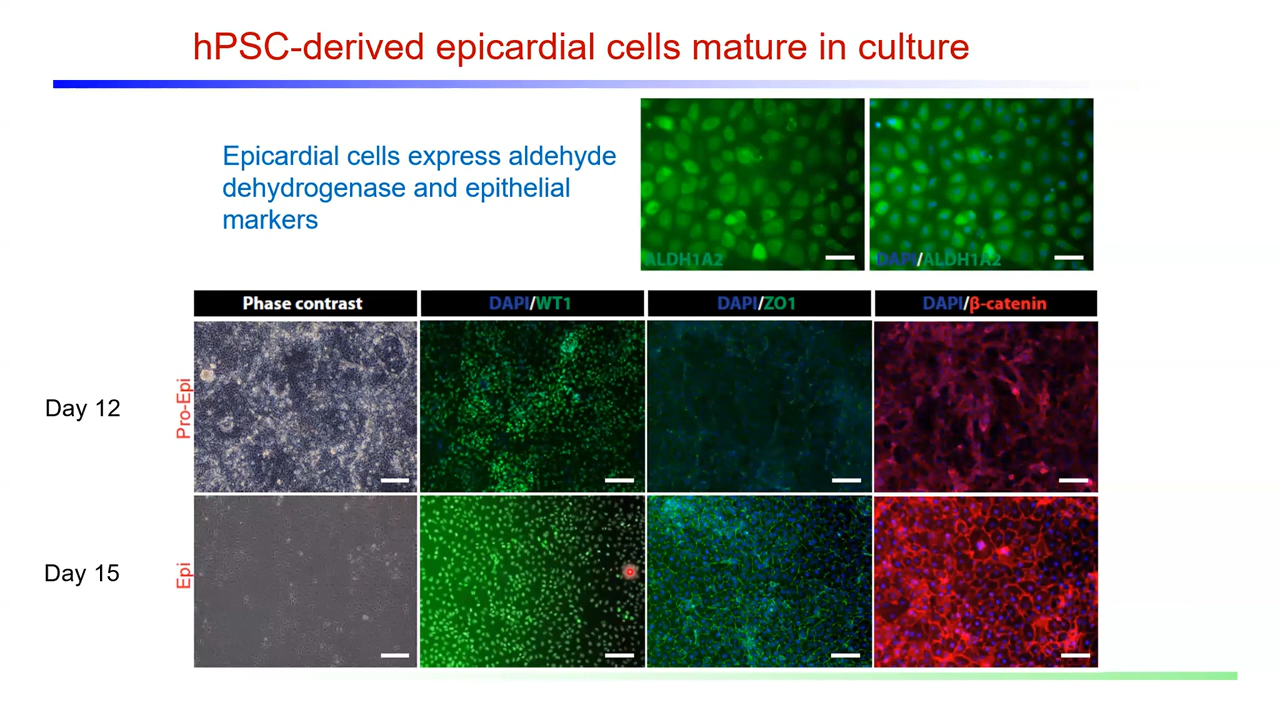 hPSC-derived epicardial cells mature in culture
Epicardial cells express aldehyde
dehydrogenase and epithelial
markers
ALDH1A2
DAPI/ALDH1A2
Phase contrast
DAPI/WT1
DAPI/ZO1
DAPI/β-catenin
Day 12
Pro-Epi
Day 15
Epi